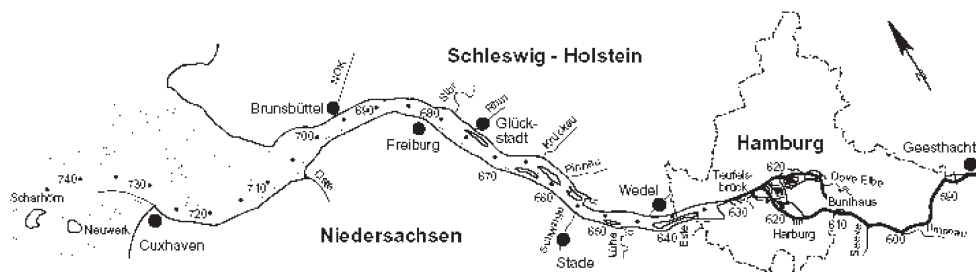 Schleswig - Holstein
NOK
Brunsbüttel
690
680
Stör
Rhin
Glück-
stadt
Krückau
Pinnau
700
Freiburg
670
660
Wedel
Hamburg
Geesthacht
Teufels-
brück
620
Dove Elbe
590
740
730
710
Oste
Scharhörn
Neuwerk
720
Cuxhaven
Niedersachsen
Schwinge
Stade
650
Lühe
640
Este
630
620
Bunthaus
Harburg
610
Seeve
600
Ilmenau